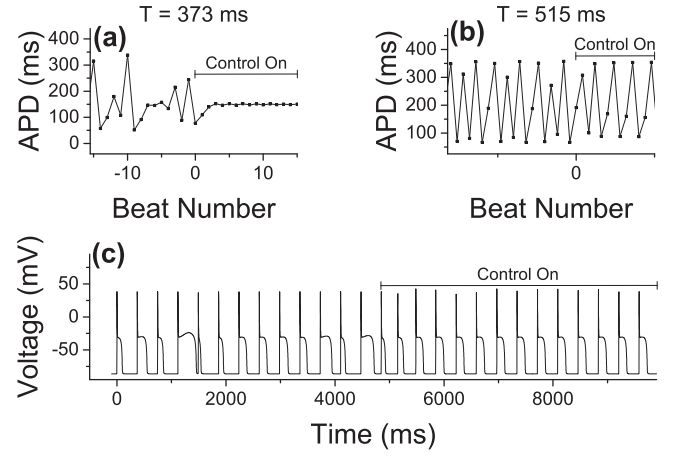 T = 373 ms
T = 515 ms
(a)
Control On
APD (ms)
400
300
200
100
0
-10
0
10
Beat Number
(b)
Control On
APD (ms)
400
300
200
100
0
Beat Number
(c)
Control On
Voltage (mV)
50
0
-50
0
2000
4000
6000
8000
Time (ms)